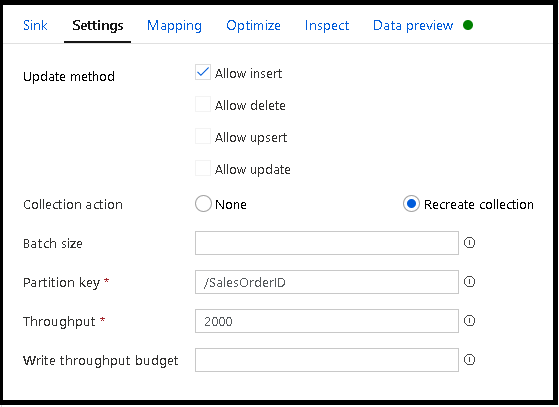 Sink Settings Mapping Optimize Inspect Data preview
Update method Allow insert
Allow delete
Allow upsert
Allow update
Collection action None Recreate collection
Batch size
Partition key * /SalesOrderID
Throughput * 2000
Write throughput budget